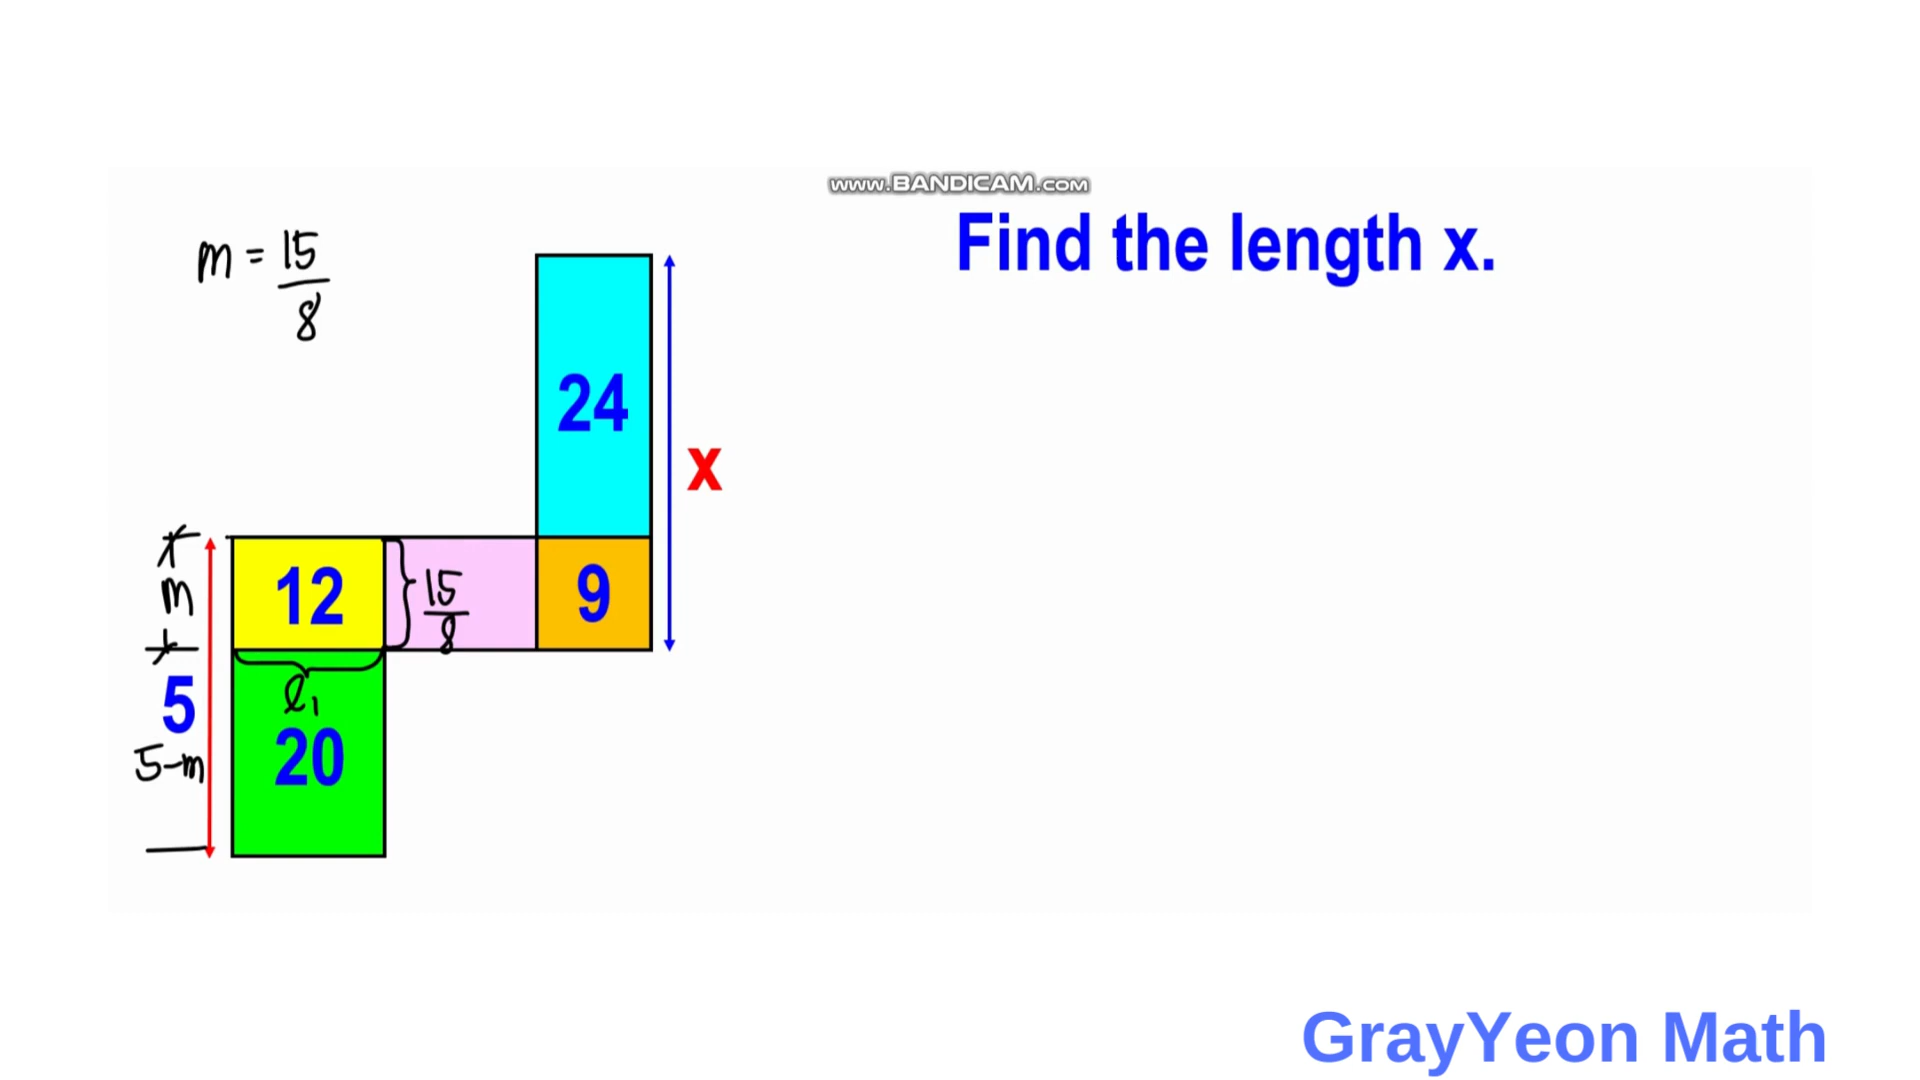 www.BANDICAM.com
Find the length x.
m = 15
8
24
x
m
12
15
8
9
5
l₁
5-m
20
GrayYeon Math